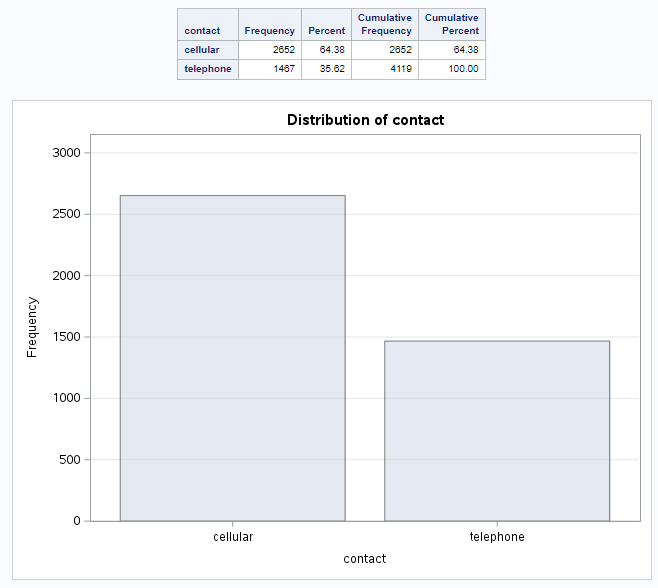 Cumulative Cumulative
contact Frequency Percent Frequency Percent
cellular 2652 64.38 2652 64.38
telephone 1467 35.62 4119 100.00
Distribution of contact
3000
2500
2000
1500
1000
500
0
Frequency
cellular telephone
contact